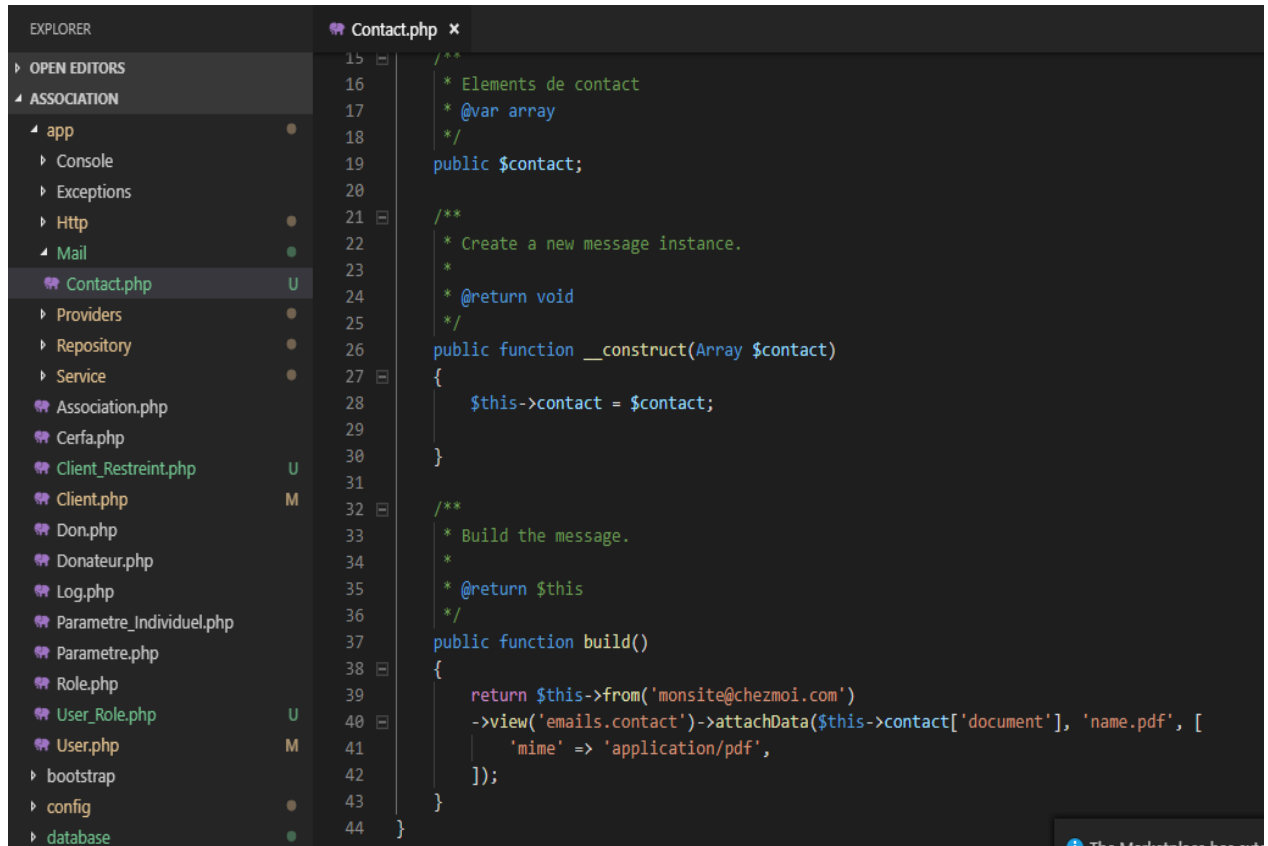 EXPLORER
OPEN EDITORS
ASSOCIATION
app
Console
Exceptions
Http
Mail
Contact.php U
Providers
Repository
Service
Association.php
Cerfa.php
Client_Restreint.php U
Client.php M
Don.php
Donateur.php
Log.php
Parametre_Individuel.php
Parametre.php
Role.php
User_Role.php U
User.php M
bootstrap
config
database
Contact.php ×
15 /**
16 * Elements de contact
17 * @var array
18 */
19 public $contact;
20
21 /**
22 * Create a new message instance.
23 *
24 * @return void
25 */
26 public function __construct(Array $contact)
27 {
28 $this->contact = $contact;
29
30 }
31
32 /**
33 * Build the message.
34 *
35 * @return $this
36 */
37 public function build()
38 {
39 return $this->from('monsite@chezmoi.com')
40 ->view('emails.contact')->attachData($this->contact['document'], 'name.pdf', [
41 'mime' => 'application/pdf',
42 ]);
43 }
44 }
The Marketplace has